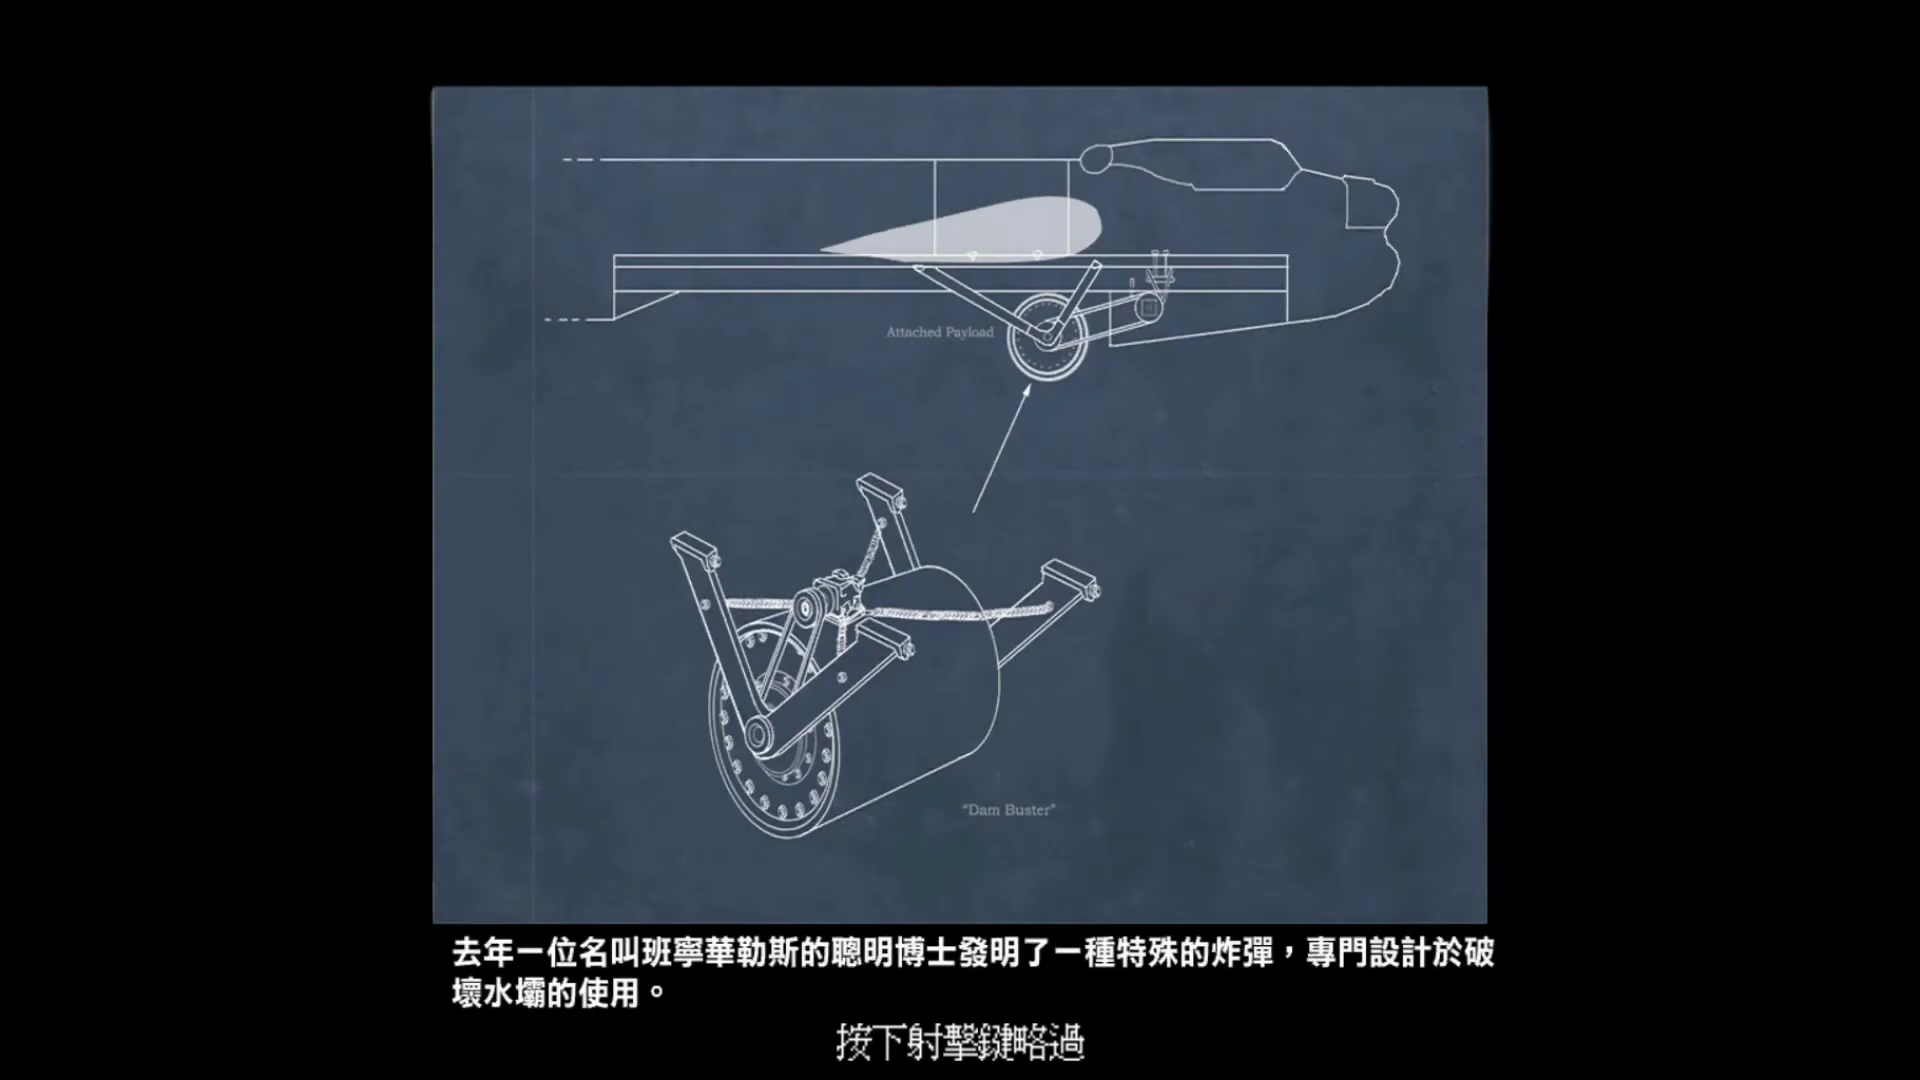 Attached Payload
“Dam Buster”
去年一位名叫班寧華勒斯的聰明博士發明了一種特殊的炸彈，專門設計於破
壞水壩的使用。
按下射擊鍵略過